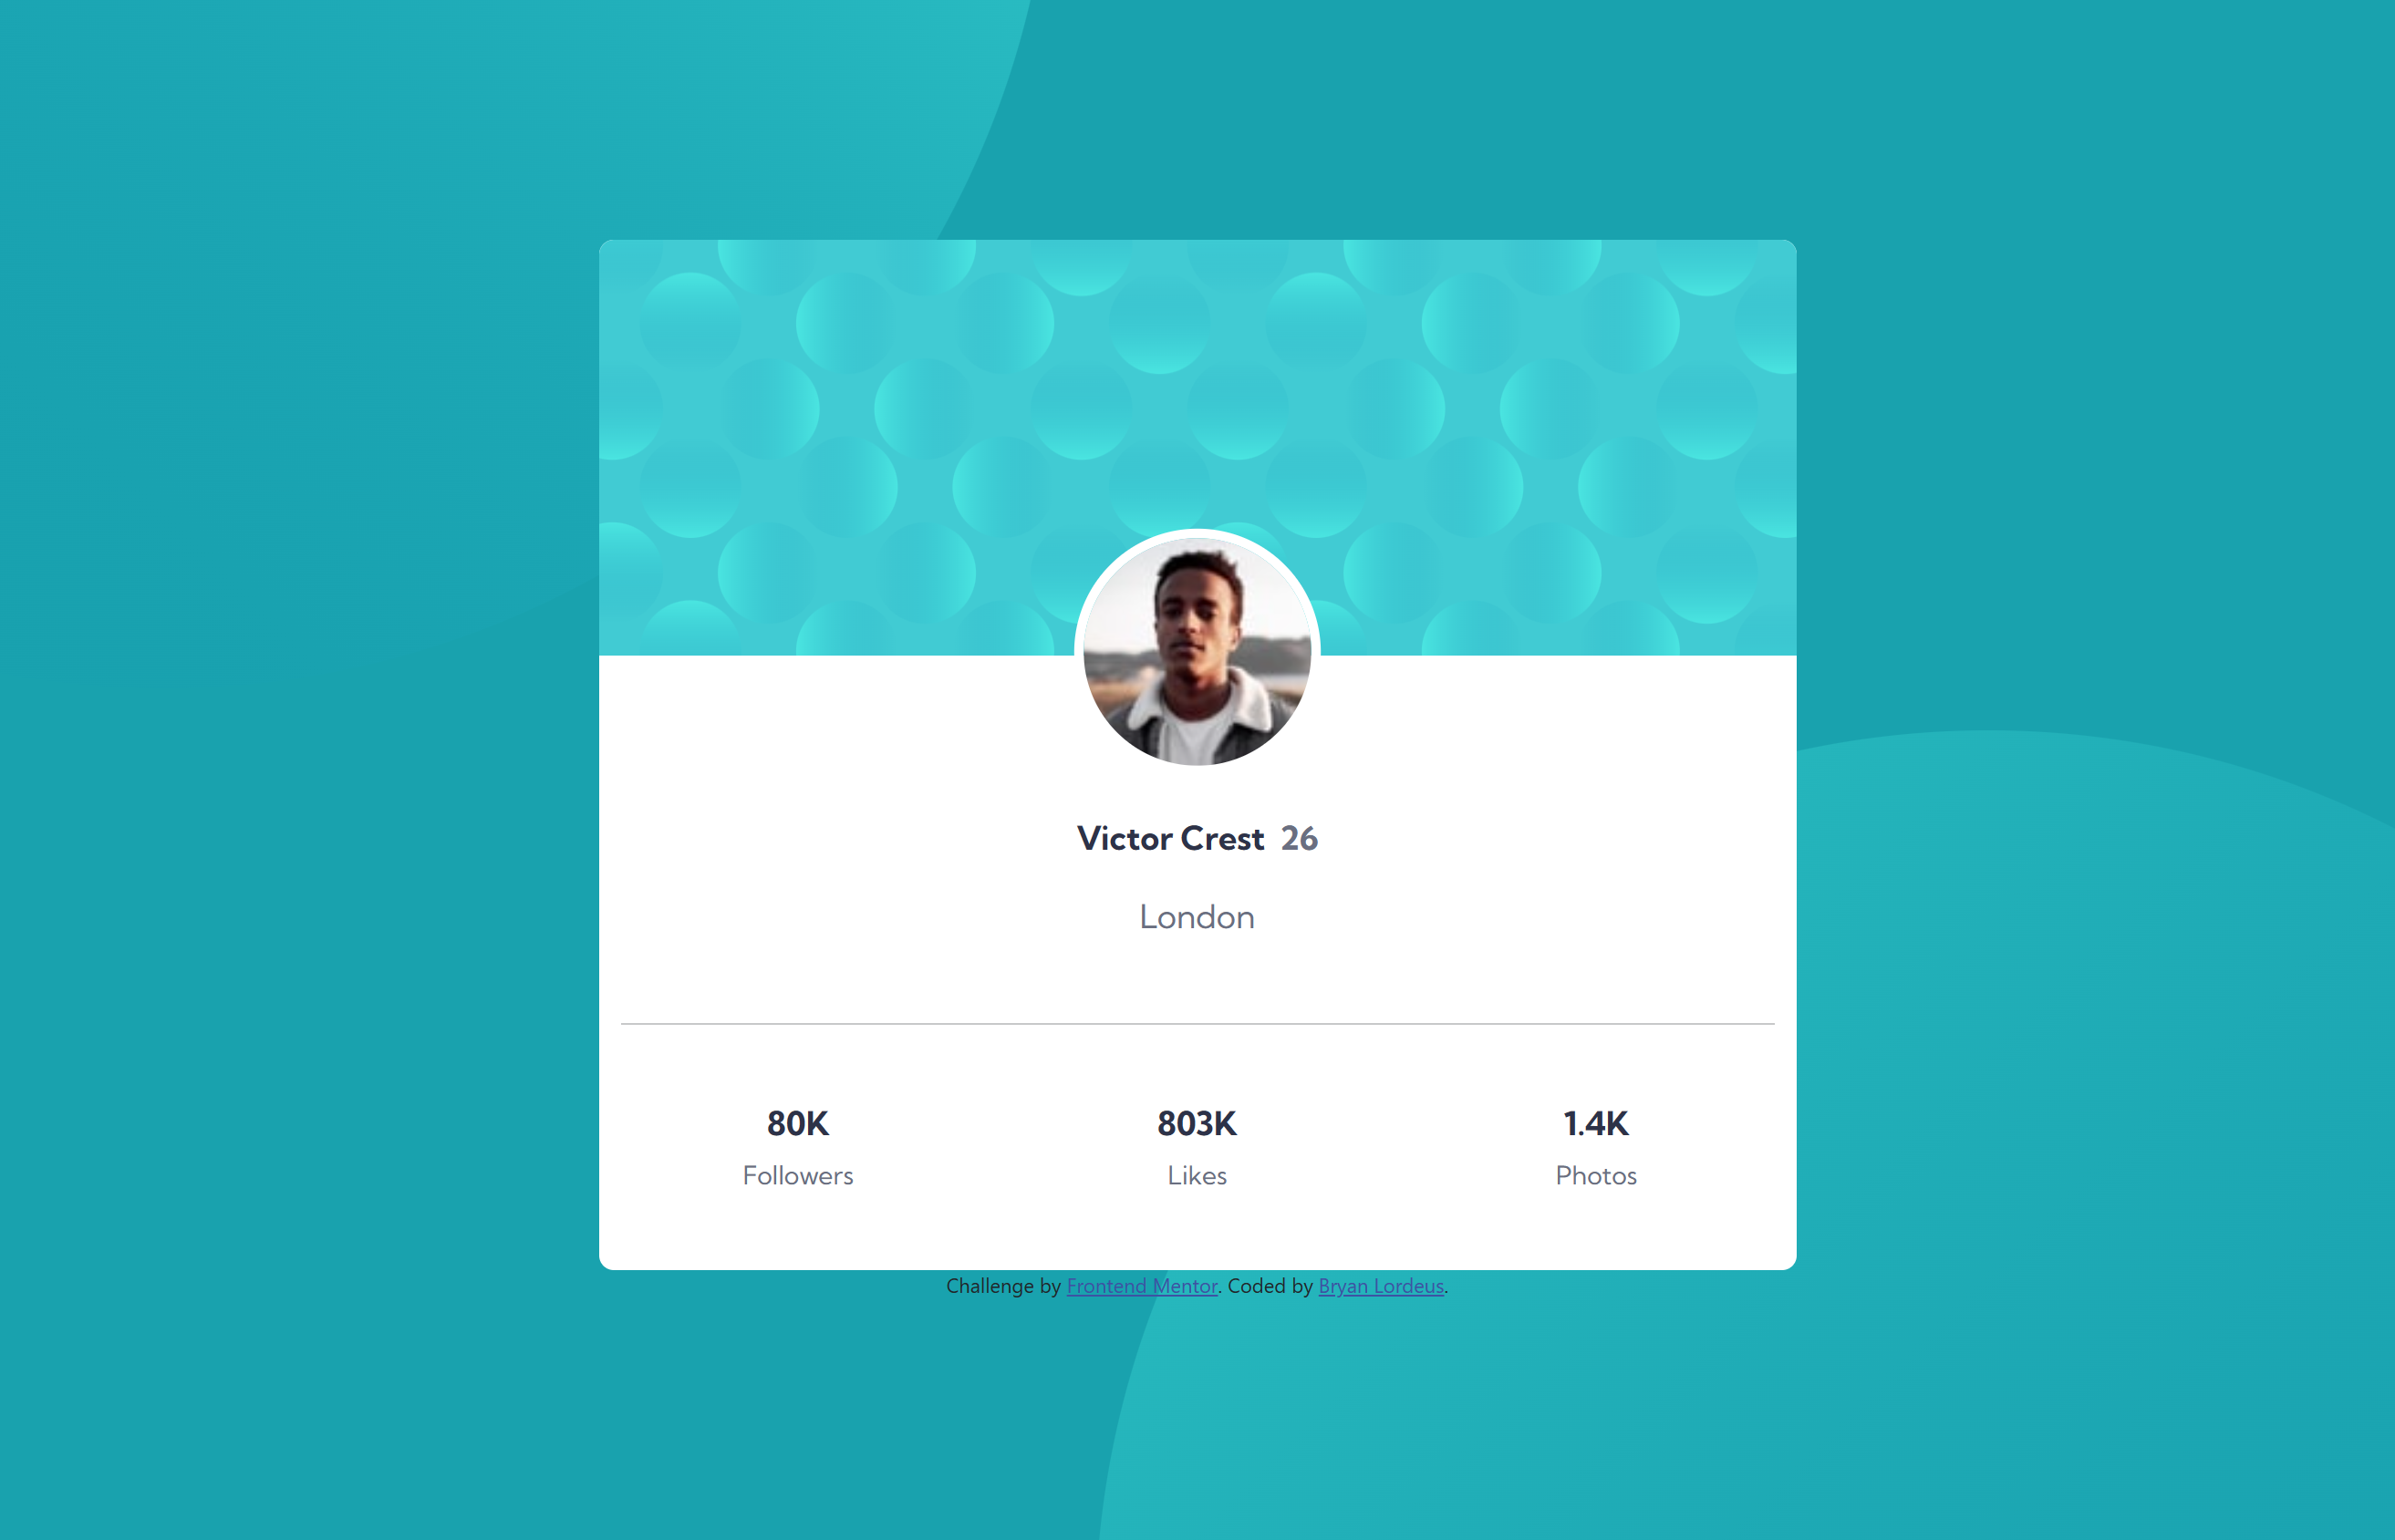 Victor Crest 26
London
80K 803K 1.4K
Followers Likes Photos
Challenge by Frontend Mentor. Coded by Bryan Lordeus.